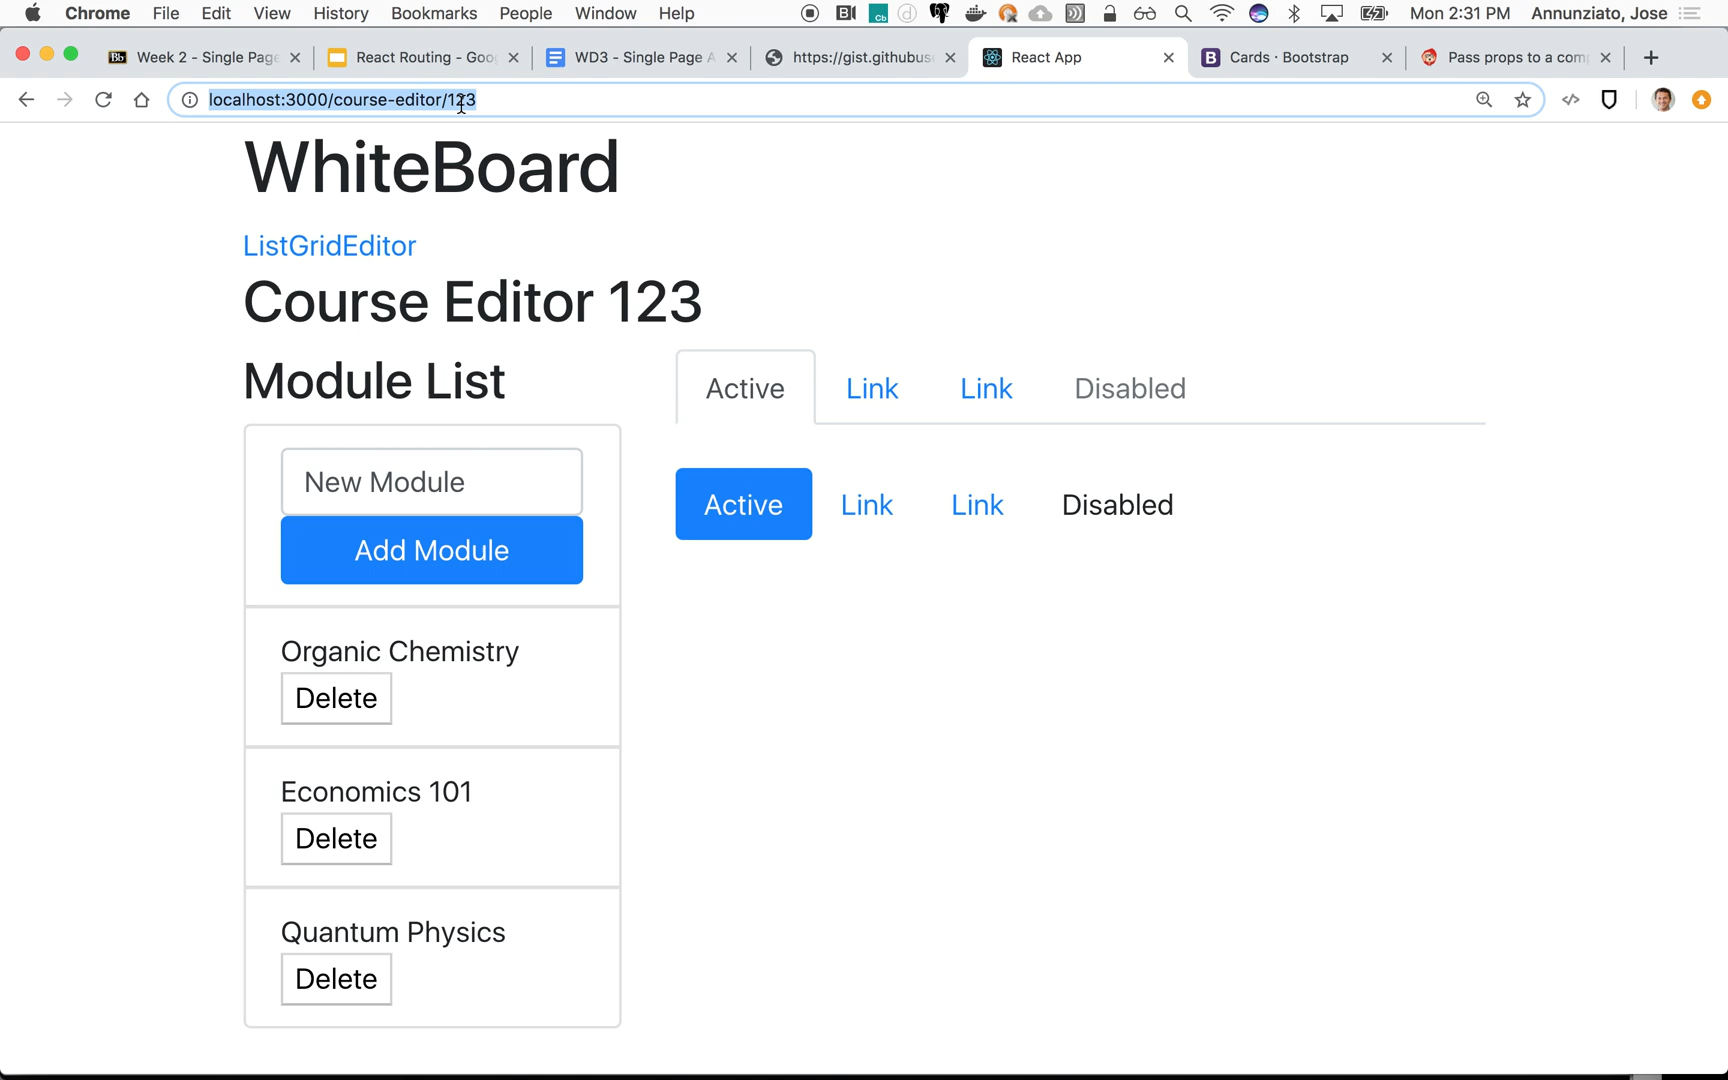 Chrome File Edit View History Bookmarks People Window Help Mon 2:31 PM Annunziato, Jose
Week 2 - Single Page React Routing - Goo WD3 - Single Page A https://gist.githubus React App Cards · Bootstrap Pass props to a com
localhost:3000/course-editor/123
WhiteBoard
ListGridEditor
Course Editor 123
Module List
Active Link Link Disabled
New Module
Add Module
Active Link Link Disabled
Organic Chemistry
Delete
Economics 101
Delete
Quantum Physics
Delete